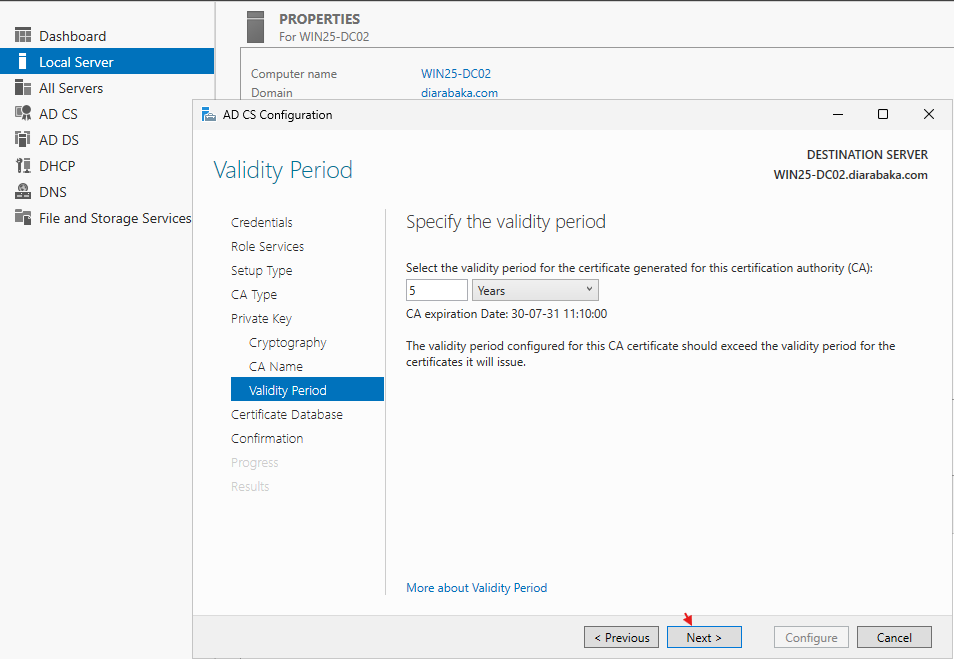 PROPERTIES
For WIN25-DC02
Dashboard
Local Server
All Servers
AD CS
AD DS
DHCP
DNS
File and Storage Services
Computer name WIN25-DC02
Domain diarabaka.com
AD CS Configuration
Validity Period
DESTINATION SERVER
WIN25-DC02.diarabaka.com
Credentials
Role Services
Setup Type
CA Type
Private Key
Cryptography
CA Name
Validity Period
Certificate Database
Confirmation
Progress
Results
Specify the validity period
Select the validity period for the certificate generated for this certification authority (CA):
5 Years
CA expiration Date: 30-07-31 11:10:00
The validity period configured for this CA certificate should exceed the validity period for the
certificates it will issue.
More about Validity Period
< Previous Next > Configure Cancel